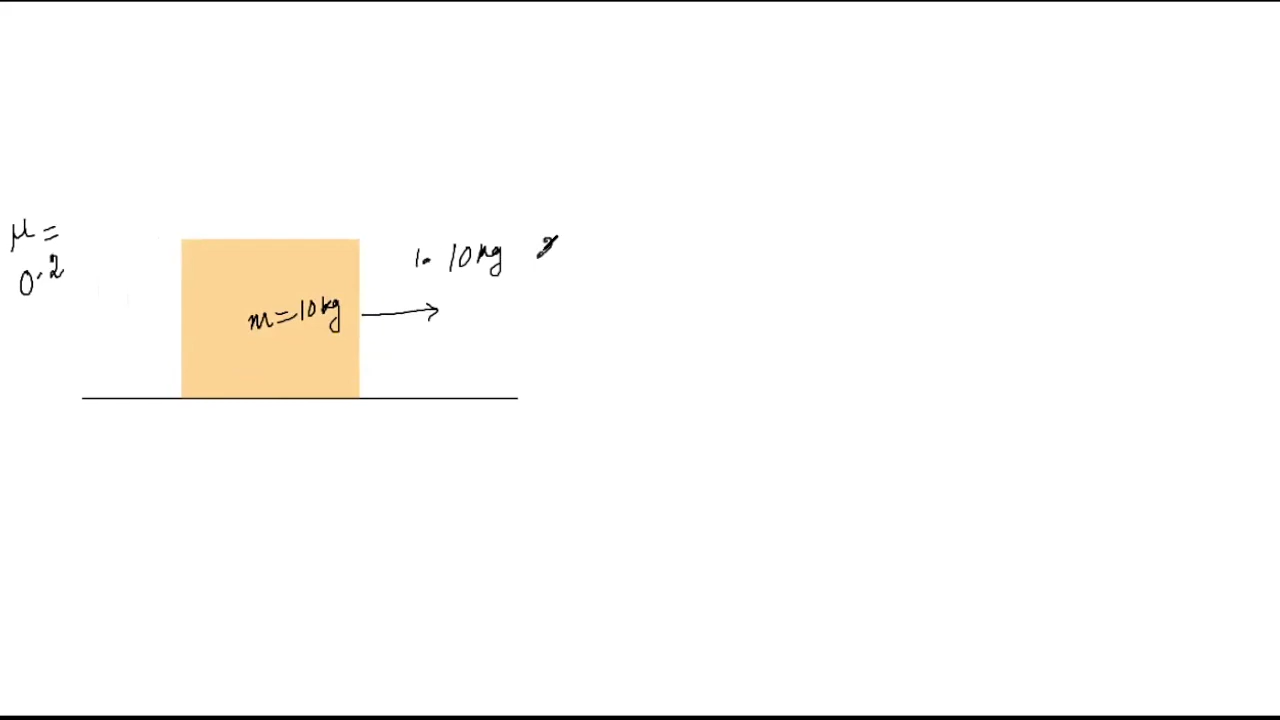 μ =
0.2
m=10kg
1. 10kg